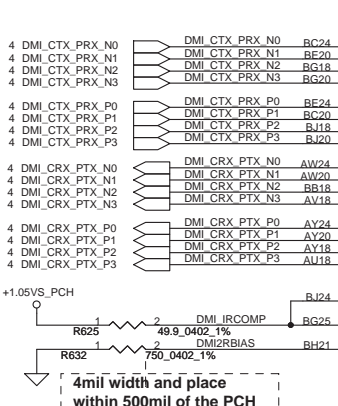 4 DMI_CTX_PRX_N0 DMI_CTX_PRX_N0 BC24
4 DMI_CTX_PRX_N1 DMI_CTX_PRX_N1 BE20
4 DMI_CTX_PRX_N2 DMI_CTX_PRX_N2 BG18
4 DMI_CTX_PRX_N3 DMI_CTX_PRX_N3 BG20
4 DMI_CTX_PRX_P0 DMI_CTX_PRX_P0 BE24
4 DMI_CTX_PRX_P1 DMI_CTX_PRX_P1 BC20
4 DMI_CTX_PRX_P2 DMI_CTX_PRX_P2 BJ18
4 DMI_CTX_PRX_P3 DMI_CTX_PRX_P3 BJ20
4 DMI_CRX_PTX_N0 DMI_CRX_PTX_N0 AW24
4 DMI_CRX_PTX_N1 DMI_CRX_PTX_N1 AW20
4 DMI_CRX_PTX_N2 DMI_CRX_PTX_N2 BB18
4 DMI_CRX_PTX_N3 DMI_CRX_PTX_N3 AV18
4 DMI_CRX_PTX_P0 DMI_CRX_PTX_P0 AY24
4 DMI_CRX_PTX_P1 DMI_CRX_PTX_P1 AY20
4 DMI_CRX_PTX_P2 DMI_CRX_PTX_P2 AY18
4 DMI_CRX_PTX_P3 DMI_CRX_PTX_P3 AU18
+1.05VS_PCH
BJ24
1 2 DMI_IRCOMP BG25
R625 49.9_0402_1%
1 2 DMI2RBIAS BH21
R632 750_0402_1%
4mil width and place
within 500mil of the PCH